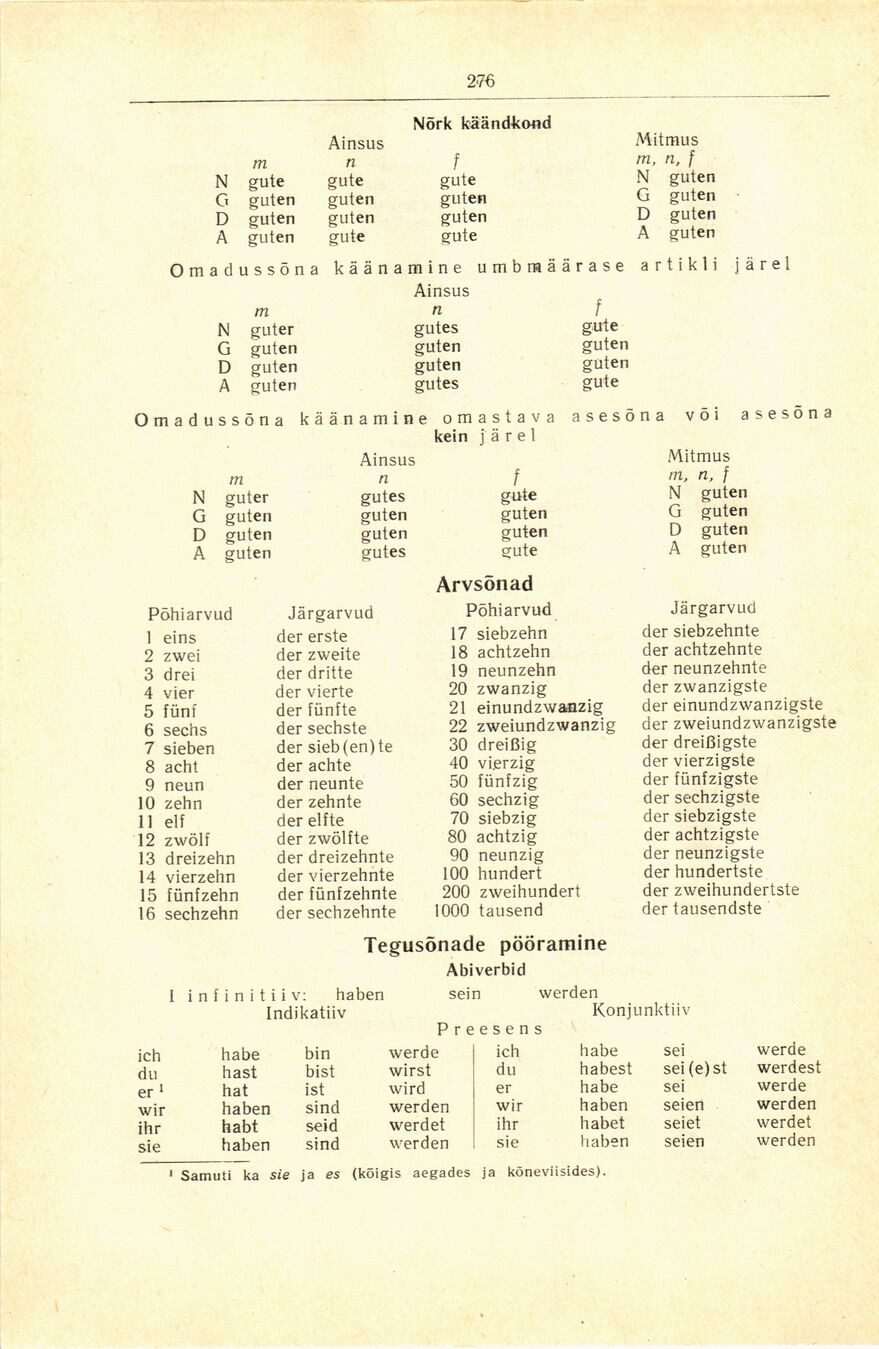 276
Nõrk käändkond
Ainsus Mitmus
m n f m, n, f
N gute gute gute N guten
G guten guten guten G guten
D guten guten guten D guten
A guten gute gute A guten
Omadussõna käänamine umbmäärase artikli järel
Ainsus
m n f
N guter gutes gute
G guten guten guten
D guten guten guten
A guten gutes gute
Omadussõna käänamine omastava asesõna või asesõna
kein järel
Ainsus Mitmus
m n f m, n, f
N guter gutes gute N guten
G guten guten guten G guten
D guten guten guten D guten
A guten gutes gute A guten
Arvsõnad
Põhiarvud Järgarvud Põhiarvud Järgarvud
1 eins der erste 17 siebzehn der siebzehnte
2 zwei der zweite 18 achtzehn der achtzehnte
3 drei der dritte 19 neunzehn der neunzehnte
4 vier der vierte 20 zwanzig der zwanzigste
5 fünf der fünfte 21 einundzwanzig der einundzwanzigste
6 sechs der sechste 22 zweiundzwanzig der zweiundzwanzigste
7 sieben der sieb(en)te 30 dreißig der dreißigste
8 acht der achte 40 vierzig der vierzigste
9 neun der neunte 50 fünfzig der fünfzigste
10 zehn der zehnte 60 sechzig der sechzigste
11 elf der elfte 70 siebzig der siebzigste
12 zwölf der zwölfte 80 achtzig der achtzigste
13 dreizehn der dreizehnte 90 neunzig der neunzigste
14 vierzehn der vierzehnte 100 hundert der hundertste
15 fünfzehn der fünfzehnte 200 zweihundert der zweihundertste
16 sechzehn der sechzehnte 1000 tausend der tausendste
Tegusõnade pööramine
Abiverbid
I infinitiiv: haben sein werden
Indikatiiv Konjunktiiv
Preesens
ich habe bin werde ich habe sei werde
du hast bist wirst du habest sei(e)st werdest
er ¹ hat ist wird er habe sei werde
wir haben sind werden wir haben seien werden
ihr habt seid werdet ihr habet seiet werdet
sie haben sind werden sie haben seien werden
¹ Samuti ka sie ja es (kõigis aegades ja kõneviisides).